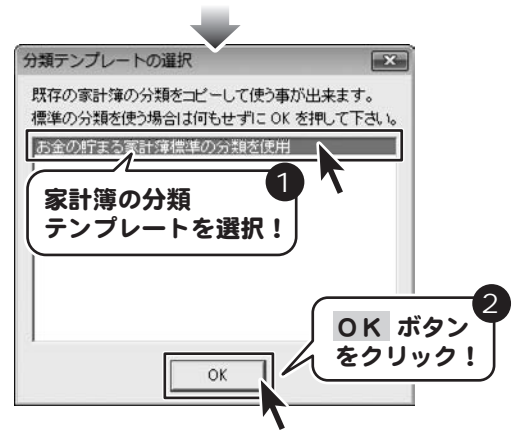 分類テンプレートの選択
既存の家計簿の分類をコピーして使う事が出来ます。
標準の分類を使う場合は何もせずに OK を押して下さい。
お金の貯まる家計簿標準の分類を使用
1
家計簿の分類
テンプレートを選択！
2
OK ボタン
をクリック！
OK